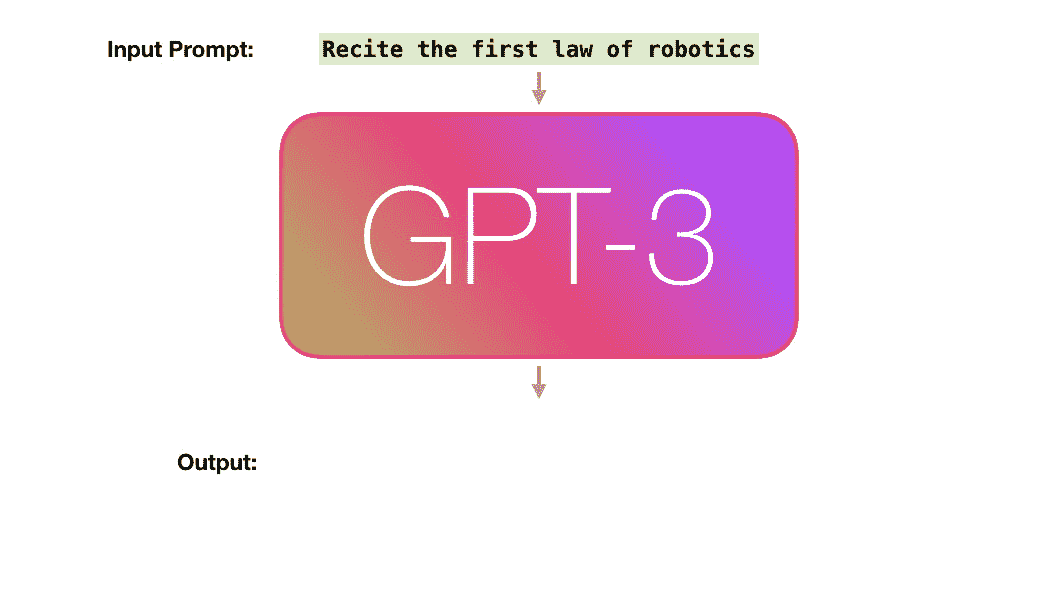 Input Prompt: Recite the first law of robotics
GPT-3
Output: